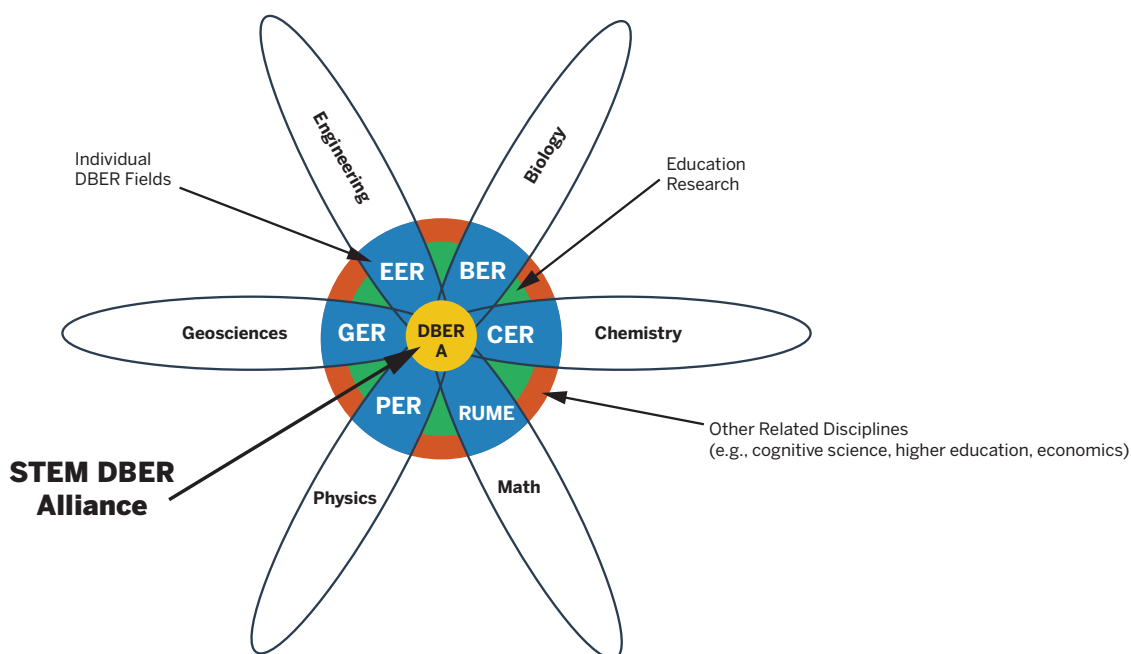 Engineering
Biology
Individual
DBER Fields
Education
Research
EER
BER
Geosciences
GER
DBER
A
CER
Chemistry
PER
RUME
Other Related Disciplines
(e.g., cognitive science, higher education, economics)
STEM DBER
Alliance
Physics
Math